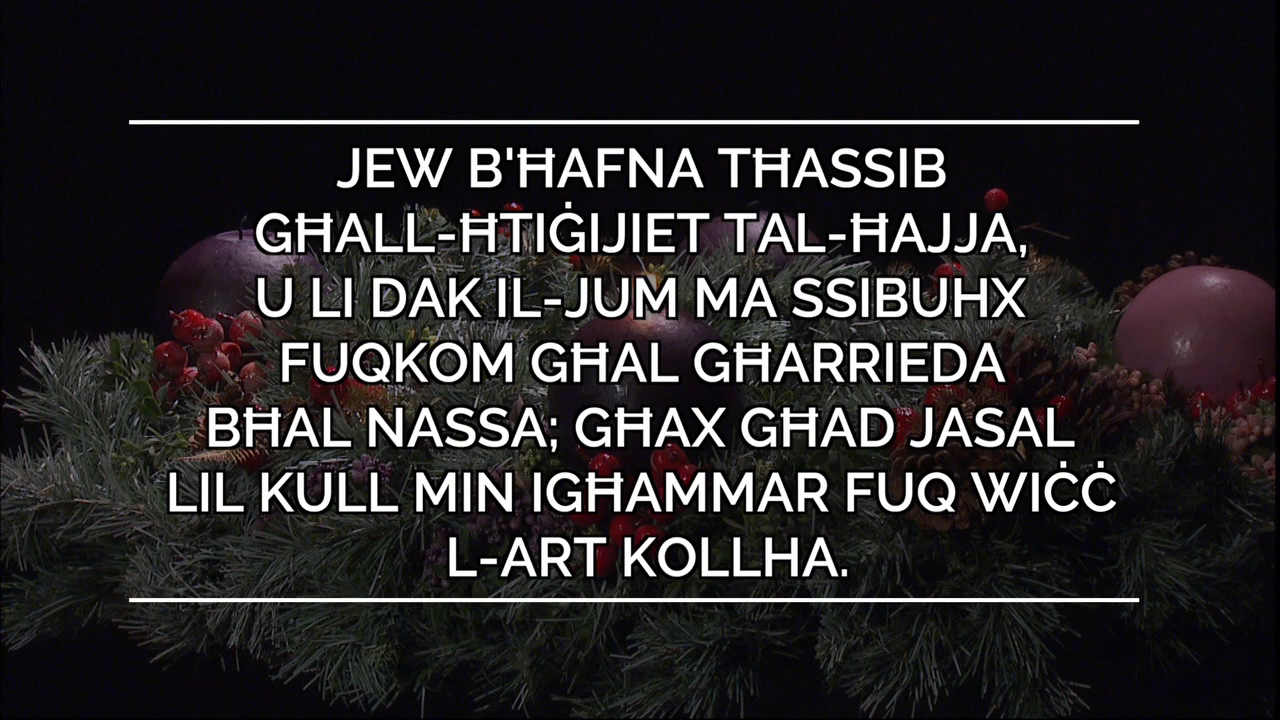 JEW B'ĦAFNA TĦASSIB
GĦALL-ĦTIĠIJIET TAL-ĦAJJA,
U LI DAK IL-JUM MA SSIBUHX
FUQKOM GĦAL GĦARRIEDA
BĦAL NASSA; GĦAX GĦAD JASAL
LIL KULL MIN IGĦAMMAR FUQ WIĊĊ
L-ART KOLLHA.